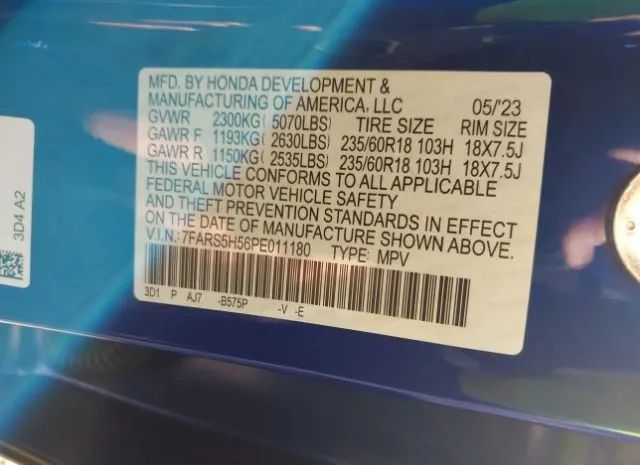 MFD. BY HONDA DEVELOPMENT &
MANUFACTURING OF AMERICA, LLC 05/'23
GVWR 2300KG( 5070LBS) TIRE SIZE RIM SIZE
GAWR F 1193KG( 2630LBS) 235/60R18 103H 18X7.5J
GAWR R 1150KG( 2535LBS) 235/60R18 103H 18X7.5J
THIS VEHICLE CONFORMS TO ALL APPLICABLE
FEDERAL MOTOR VEHICLE SAFETY
AND THEFT PREVENTION STANDARDS IN EFFECT
ON THE DATE OF MANUFACTURE SHOWN ABOVE.
V.I.N.:7FARS5H56PE011180 TYPE: MPV
3D1 P AJ7 -B575P -V -E
3D4 A2